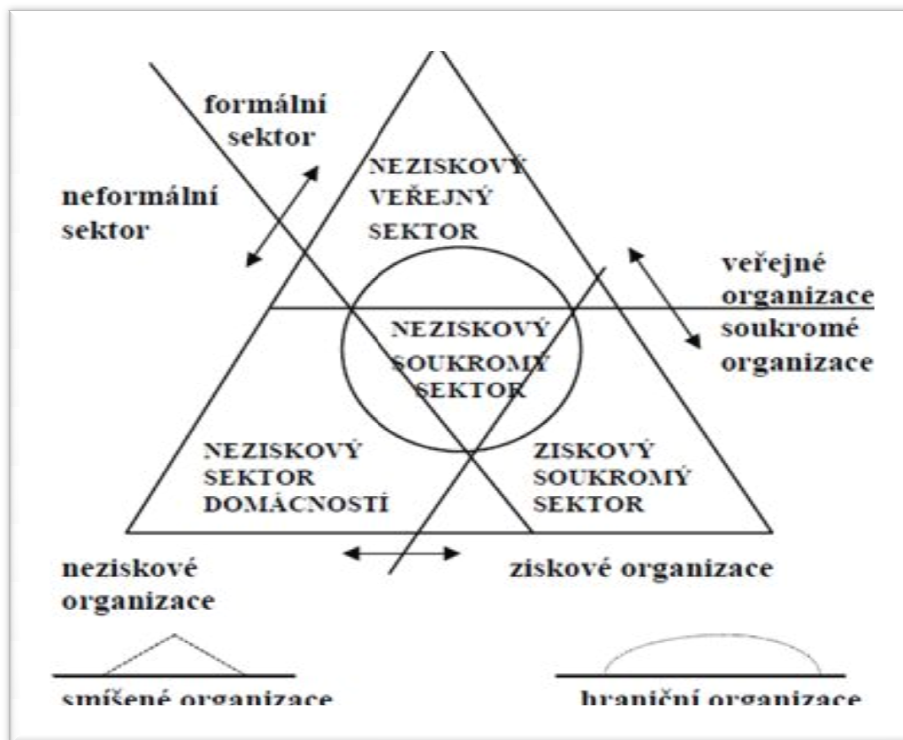 formální
sektor
neformální
sektor
NEZISKOVÝ
VEŘEJNÝ
SEKTOR
veřejné
organizace
soukromé
organizace
NEZISKOVÝ
SOUKROMÝ
SEKTOR
NEZISKOVÝ
SEKTOR
DOMÁCNOSTÍ
ZISKOVÝ
SOUKROMÝ
SEKTOR
neziskové
organizace
ziskové organizace
smíšené organizace
hraniční organizace